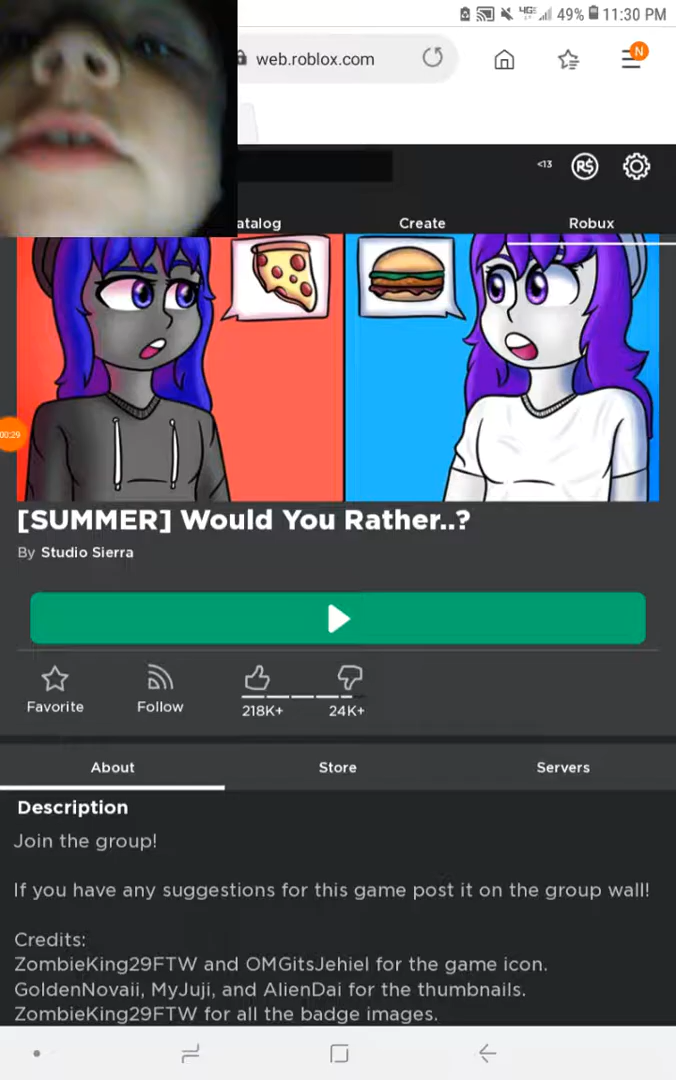 4GE 49% 11:30 PM
web.roblox.com
N
<13 R$
atalog Create Robux
00:29
[SUMMER] Would You Rather..?
By Studio Sierra
Favorite Follow 218K+ 24K+
About Store Servers
Description
Join the group!
If you have any suggestions for this game post it on the group wall!
Credits:
ZombieKing29FTW and OMGitsJehiel for the game icon.
GoldenNovaii, MyJuji, and AlienDai for the thumbnails.
ZombieKing29FTW for all the badge images.